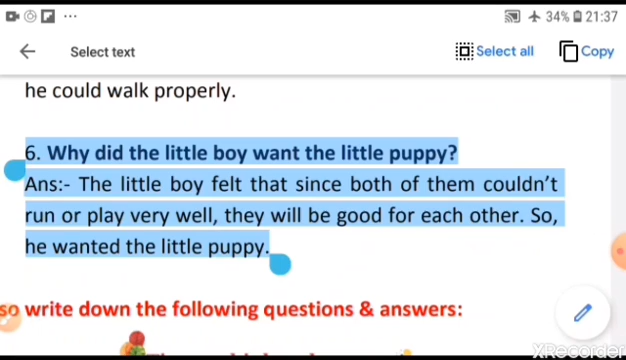 34% 21:37
Select text Select all Copy
he could walk properly.
6. Why did the little boy want the little puppy?
Ans:- The little boy felt that since both of them couldn't
run or play very well, they will be good for each other. So,
he wanted the little puppy.
so write down the following questions & answers:
XRecorder